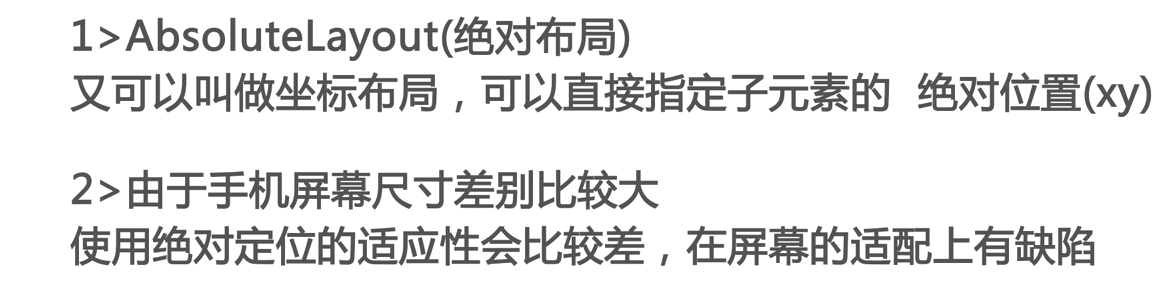 1>AbsoluteLayout(绝对布局)
又可以叫做坐标布局，可以直接指定子元素的 绝对位置(xy)
2>由于手机屏幕尺寸差别比较大
使用绝对定位的适应性会比较差，在屏幕的适配上有缺陷